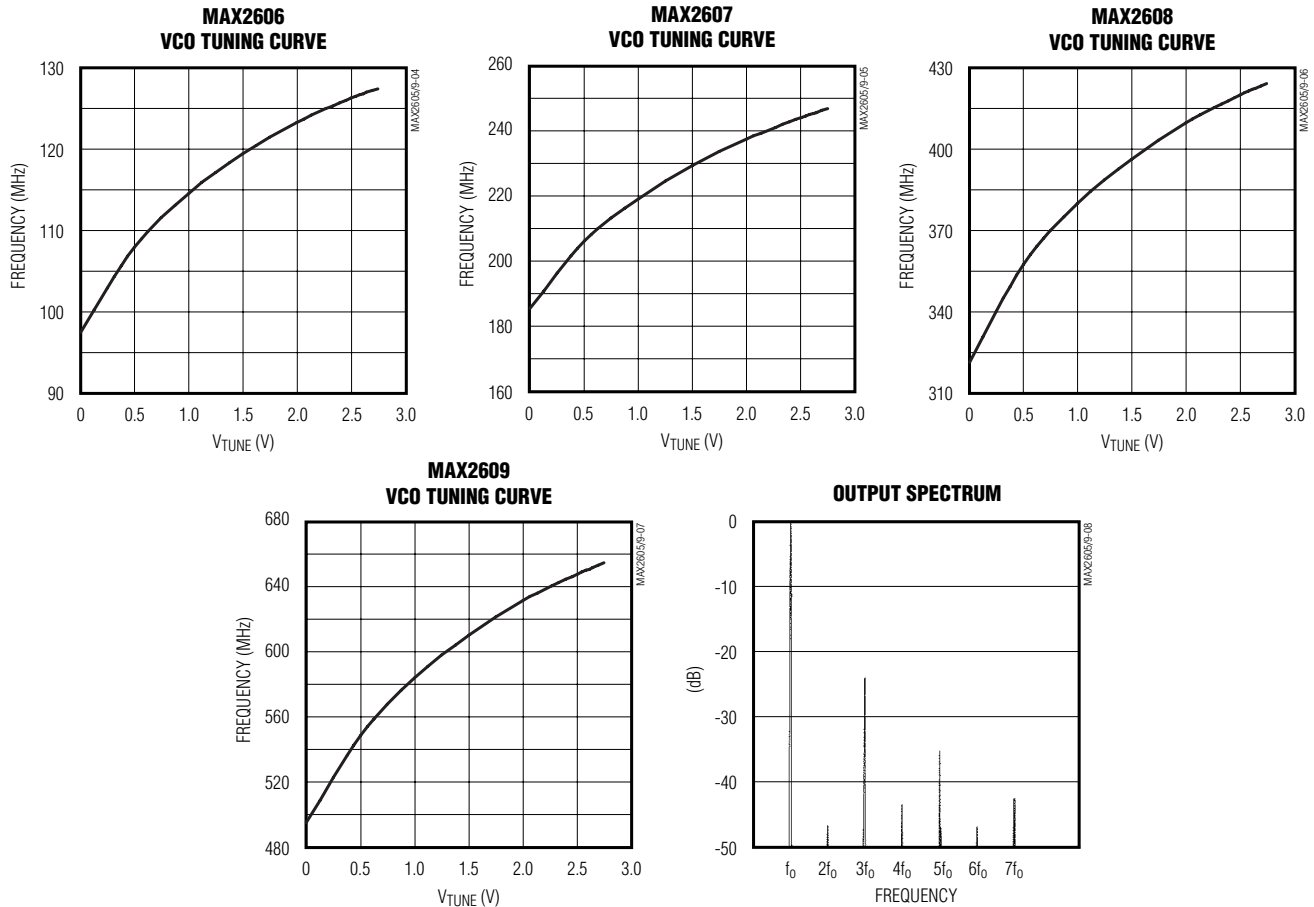 MAX2606
VCO TUNING CURVE
130
120
110
100
90
FREQUENCY (MHz)
0 0.5 1.0 1.5 2.0 2.5 3.0
VTUNE (V)
MAX2605/9-04
MAX2607
VCO TUNING CURVE
260
240
220
200
180
160
FREQUENCY (MHz)
0 0.5 1.0 1.5 2.0 2.5 3.0
VTUNE (V)
MAX2605/9-05
MAX2608
VCO TUNING CURVE
430
400
370
340
310
FREQUENCY (MHz)
0 0.5 1.0 1.5 2.0 2.5 3.0
VTUNE (V)
MAX2605/9-06
MAX2609
VCO TUNING CURVE
680
640
600
560
520
480
FREQUENCY (MHz)
0 0.5 1.0 1.5 2.0 2.5 3.0
VTUNE (V)
MAX2605/9-07
OUTPUT SPECTRUM
0
-10
-20
-30
-40
-50
(dB)
f0 2f0 3f0 4f0 5f0 6f0 7f0
FREQUENCY
MAX2605/9-08